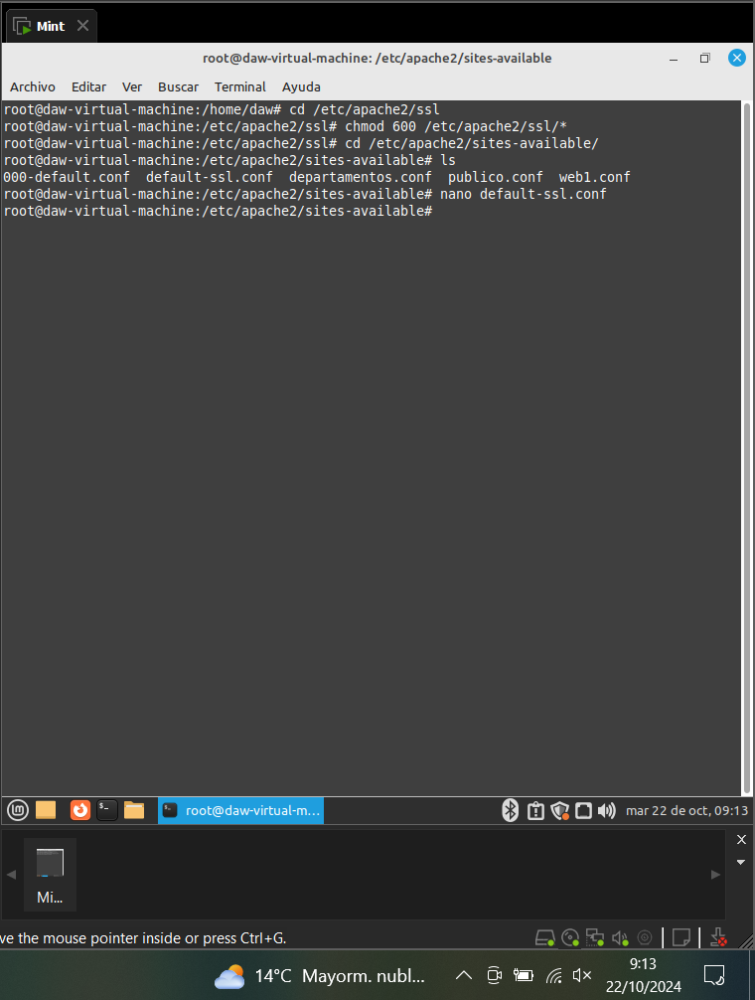 Mint
root@daw-virtual-machine: /etc/apache2/sites-available
Archivo Editar Ver Buscar Terminal Ayuda
root@daw-virtual-machine:/home/daw# cd /etc/apache2/ssl
root@daw-virtual-machine:/etc/apache2/ssl# chmod 600 /etc/apache2/ssl/*
root@daw-virtual-machine:/etc/apache2/ssl# cd /etc/apache2/sites-available/
root@daw-virtual-machine:/etc/apache2/sites-available# ls
000-default.conf  default-ssl.conf  departamentos.conf  publico.conf  web1.conf
root@daw-virtual-machine:/etc/apache2/sites-available# nano default-ssl.conf
root@daw-virtual-machine:/etc/apache2/sites-available#
root@daw-virtual-m...
mar 22 de oct, 09:13
Mi...
ve the mouse pointer inside or press Ctrl+G.
14°C Mayorm. nubl...
9:13
22/10/2024